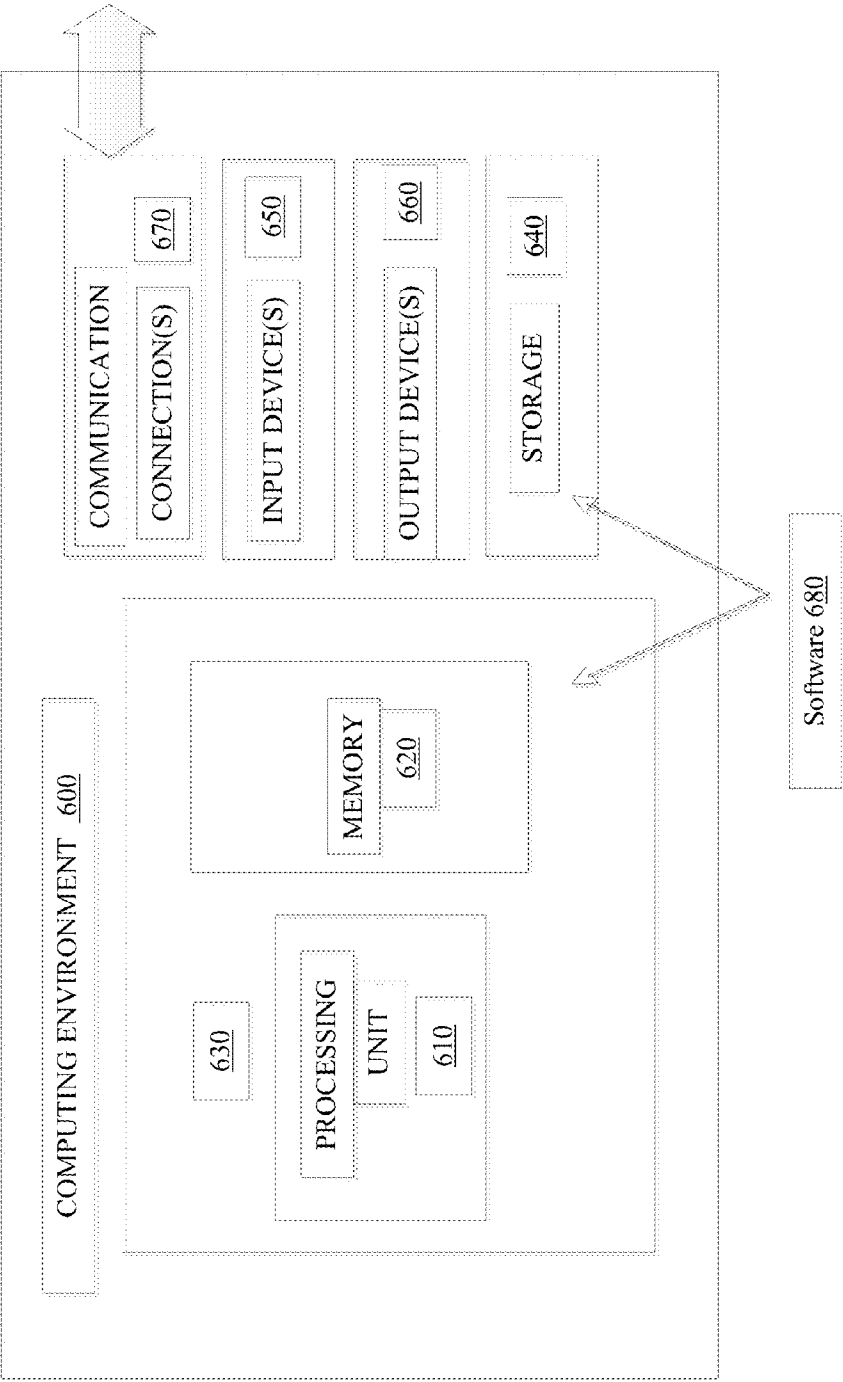 COMPUTING ENVIRONMENT 600
630
PROCESSING
UNIT
610
MEMORY
620
COMMUNICATION
CONNECTION(S) 670
INPUT DEVICE(S) 650
OUTPUT DEVICE(S) 660
STORAGE 640
Software 680